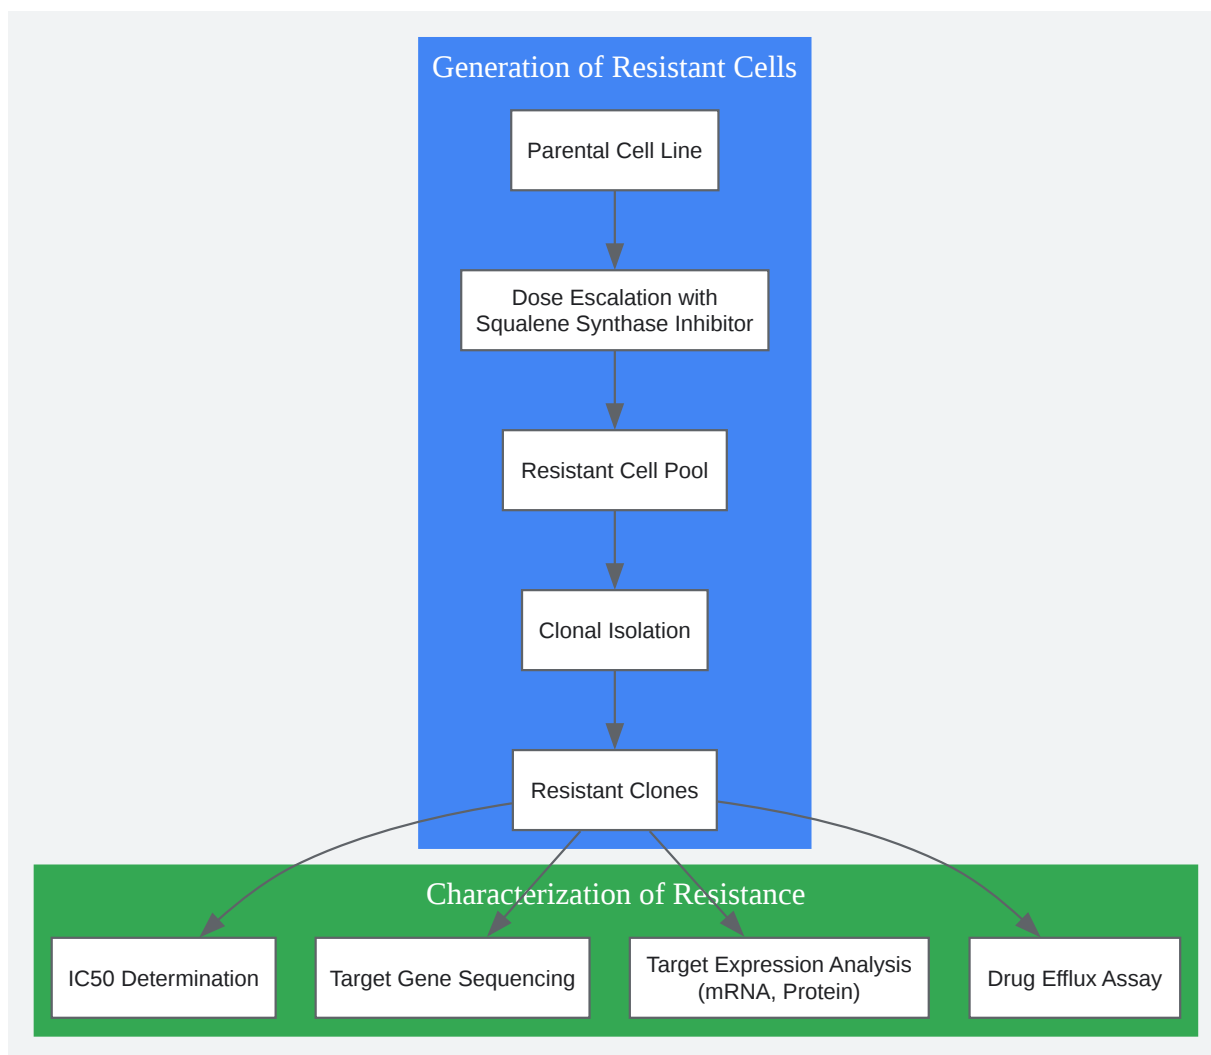 Generation of Resistant Cells
Parental Cell Line
Dose Escalation with
Squalene Synthase Inhibitor
Resistant Cell Pool
Clonal Isolation
Resistant Clones
Characterization of Resistance
IC50 Determination
Target Gene Sequencing
Target Expression Analysis
(mRNA, Protein)
Drug Efflux Assay